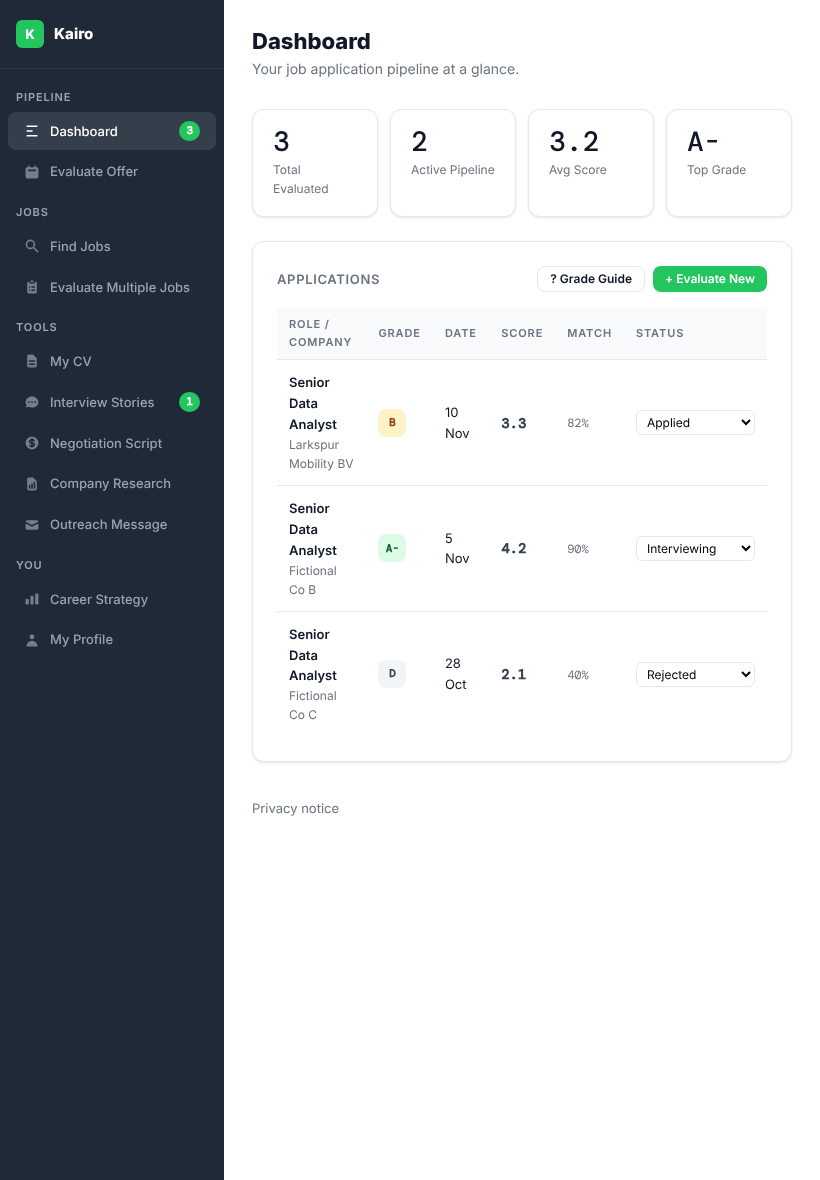 K Kairo
PIPELINE
Dashboard 3
Evaluate Offer
JOBS
Find Jobs
Evaluate Multiple Jobs
TOOLS
My CV
Interview Stories 1
Negotiation Script
Company Research
Outreach Message
YOU
Career Strategy
My Profile
Dashboard
Your job application pipeline at a glance.
3
Total
Evaluated
2
Active Pipeline
3.2
Avg Score
A-
Top Grade
APPLICATIONS
? Grade Guide
+ Evaluate New
ROLE /
COMPANY
GRADE
DATE
SCORE
MATCH
STATUS
Senior
Data
Analyst
Larkspur
Mobility BV
B
10
Nov
3.3
82%
Applied
Senior
Data
Analyst
Fictional
Co B
A-
5
Nov
4.2
90%
Interviewing
Senior
Data
Analyst
Fictional
Co C
D
28
Oct
2.1
40%
Rejected
Privacy notice